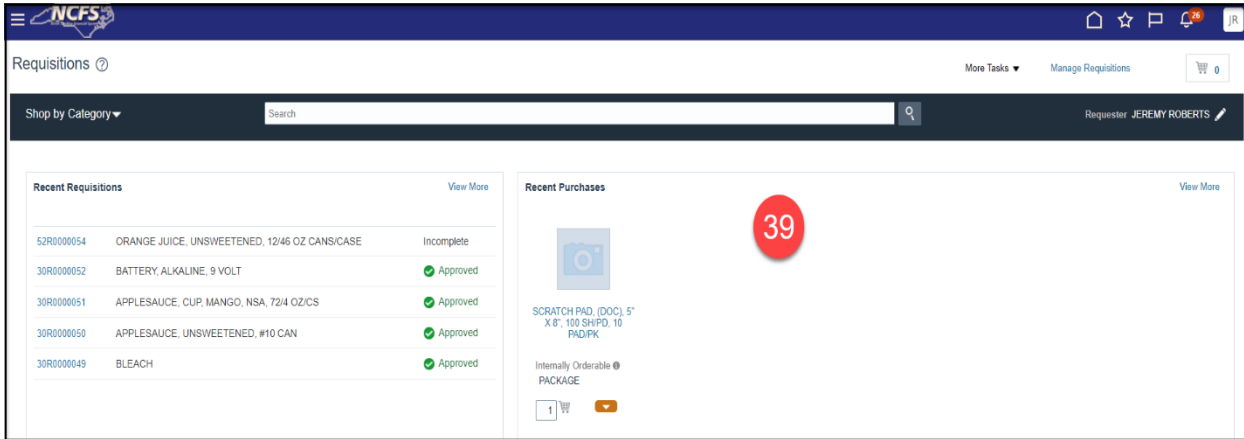 NCFS
26
JR
Requisitions
More Tasks
Manage Requisitions
0
Shop by Category
Search
Requester JEREMY ROBERTS
Recent Requisitions
View More
52R0000054 ORANGE JUICE, UNSWEETENED, 12/46 OZ CANS/CASE Incomplete
30R0000052 BATTERY, ALKALINE, 9 VOLT Approved
30R0000051 APPLESAUCE, CUP, MANGO, NSA, 72/4 OZ/CS Approved
30R0000050 APPLESAUCE, UNSWEETENED, #10 CAN Approved
30R0000049 BLEACH Approved
Recent Purchases
View More
39
SCRATCH PAD, (DOC), 5"
X 8", 100 SH/PD, 10
PAD/PK
Internally Orderable
PACKAGE
1